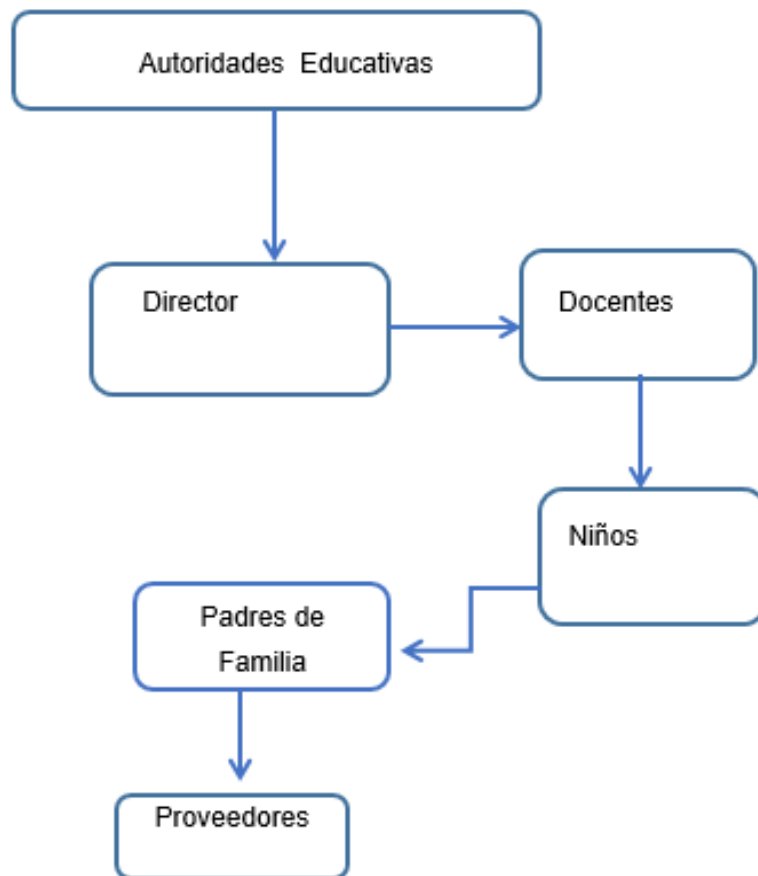 Autoridades Educativas
Director
Docentes
Niños
Padres de
Familia
Proveedores